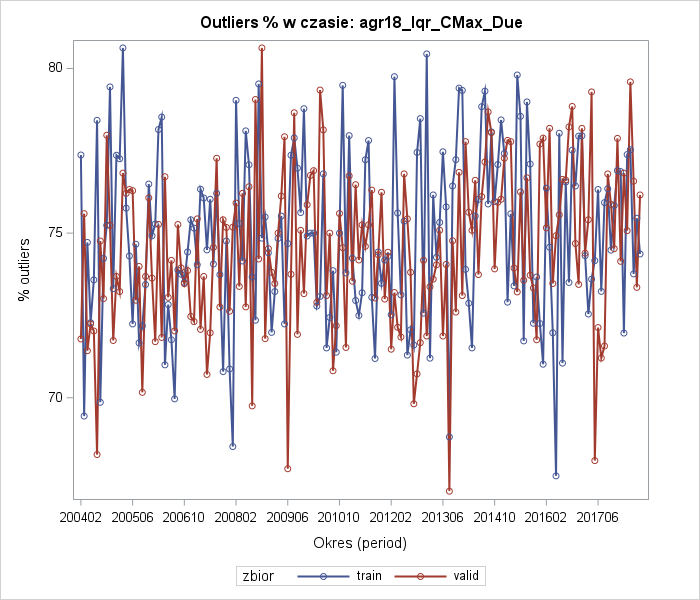 Outliers % w czasie: agr18_Iqr_CMax_Due
80
75
70
% outliers
200402 200506 200610 200802 200906 201010 201202 201306 201410 201602 201706
Okres (period)
zbior train valid